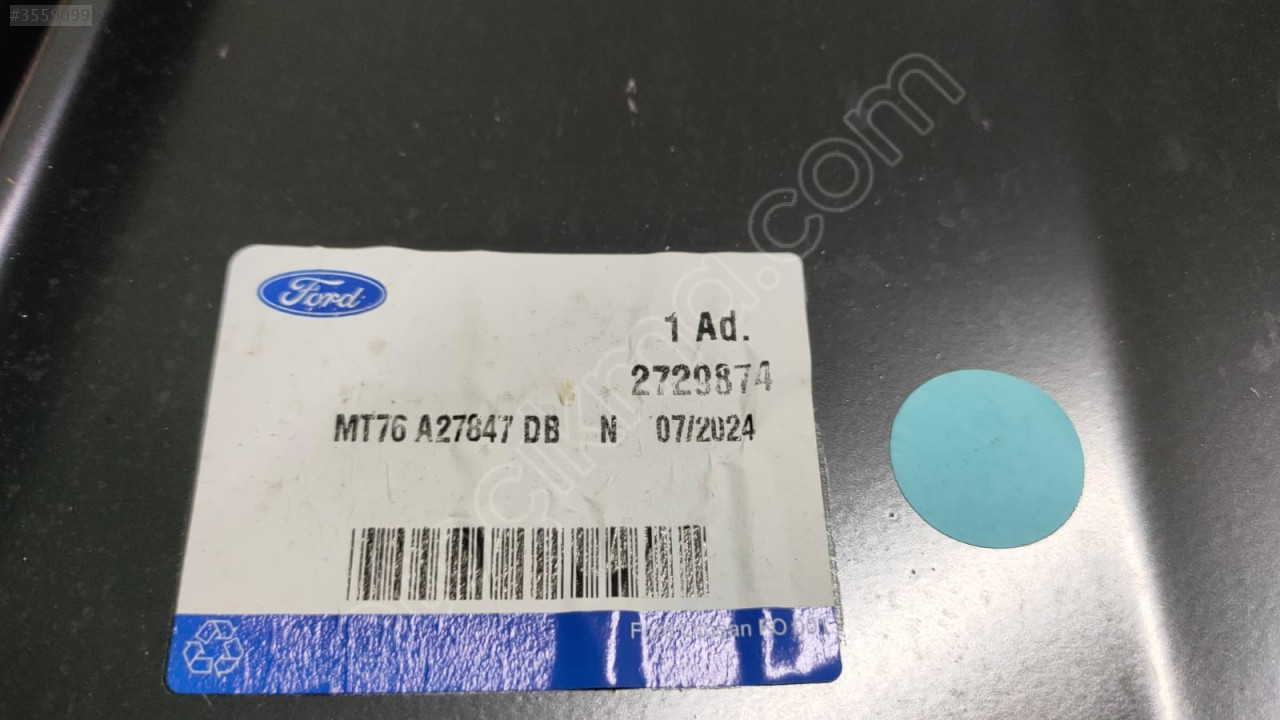 #3559099
Ford
1 Ad.
2729874
MT76 A27847 DB N 07/2024